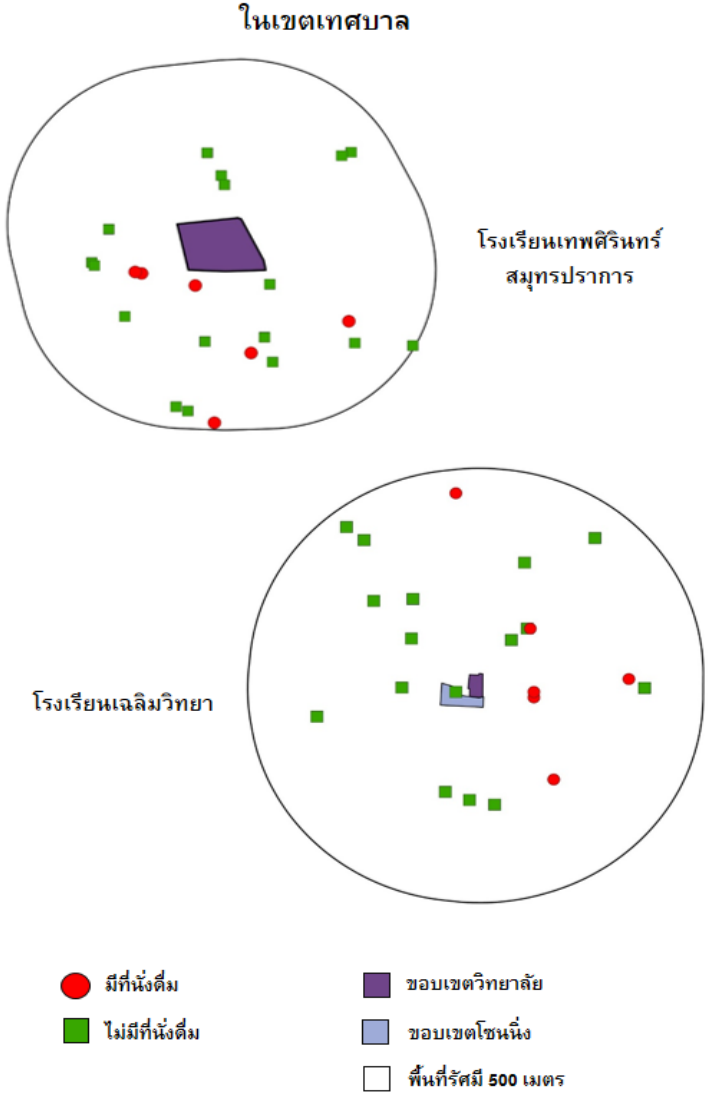 ในเขตเทศบาล
โรงเรียนเทพศิรินทร์
สมุทรปราการ
โรงเรียนเฉลิมวิทยา
มีที่นั่งดื่ม
ขอบเขตวิทยาลัย
ไม่มีที่นั่งดื่ม
ขอบเขตโซนนิ่ง
พื้นที่รัศมี 500 เมตร